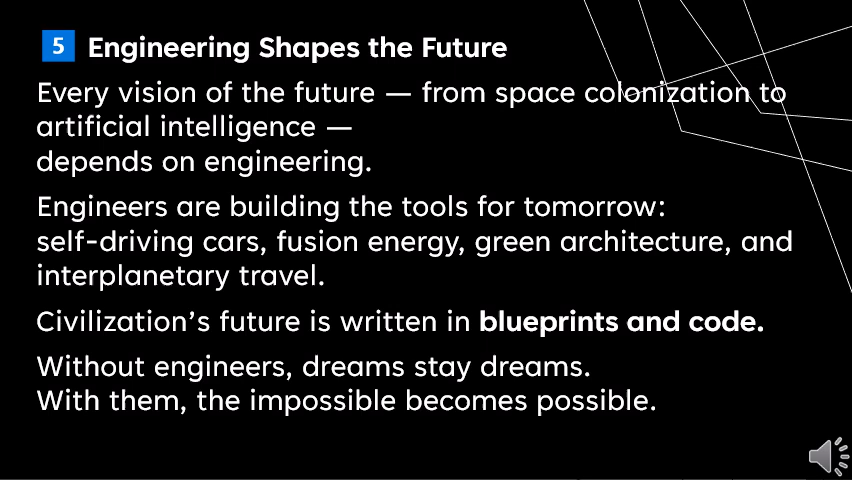 5 Engineering Shapes the Future
Every vision of the future — from space colonization to
artificial intelligence —
depends on engineering.
Engineers are building the tools for tomorrow:
self-driving cars, fusion energy, green architecture, and
interplanetary travel.
Civilization’s future is written in blueprints and code.
Without engineers, dreams stay dreams.
With them, the impossible becomes possible.